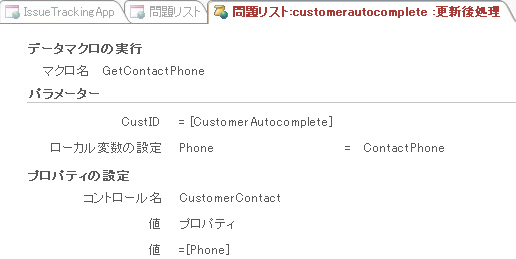 IssueTrackingApp 問題リスト 問題リスト:customerautocomplete :更新後処理
データマクロの実行
マクロ名 GetContactPhone
パラメーター
CustID = [CustomerAutocomplete]
ローカル変数の設定 Phone = ContactPhone
プロパティの設定
コントロール名 CustomerContact
値 プロパティ
値 =[Phone]